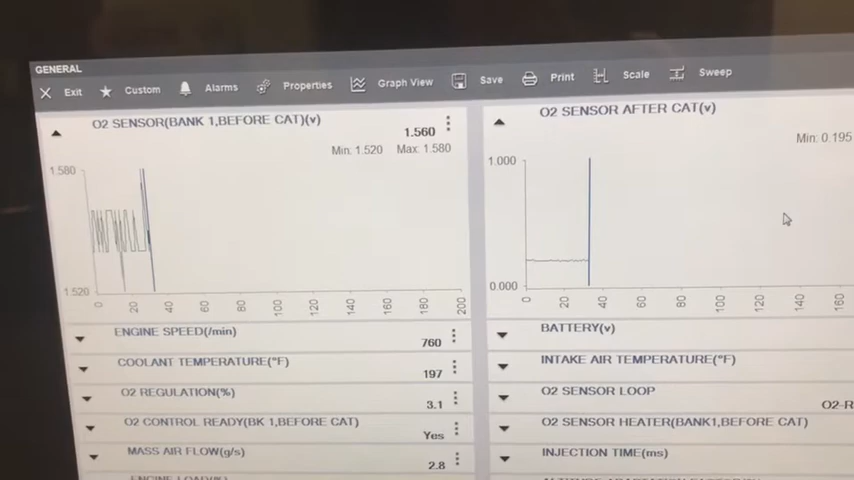 GENERAL
Exit Custom Alarms Properties Graph View Save Print Scale Sweep
O2 SENSOR(BANK 1,BEFORE CAT)(v)
1.560
Min: 1.520 Max: 1.580
1.580
1.520
0 20 40 60 80 100 120 140 160 180 200
ENGINE SPEED(/min)
760
COOLANT TEMPERATURE(°F)
197
O2 REGULATION(%)
3.1
O2 CONTROL READY(BK 1,BEFORE CAT)
Yes
MASS AIR FLOW(g/s)
2.8
O2 SENSOR AFTER CAT(v)
Min: 0.195
1.000
0.000
0 20 40 60 80 100 120 140 160
BATTERY(v)
INTAKE AIR TEMPERATURE(°F)
O2 SENSOR LOOP
O2-R
O2 SENSOR HEATER(BANK1,BEFORE CAT)
INJECTION TIME(ms)